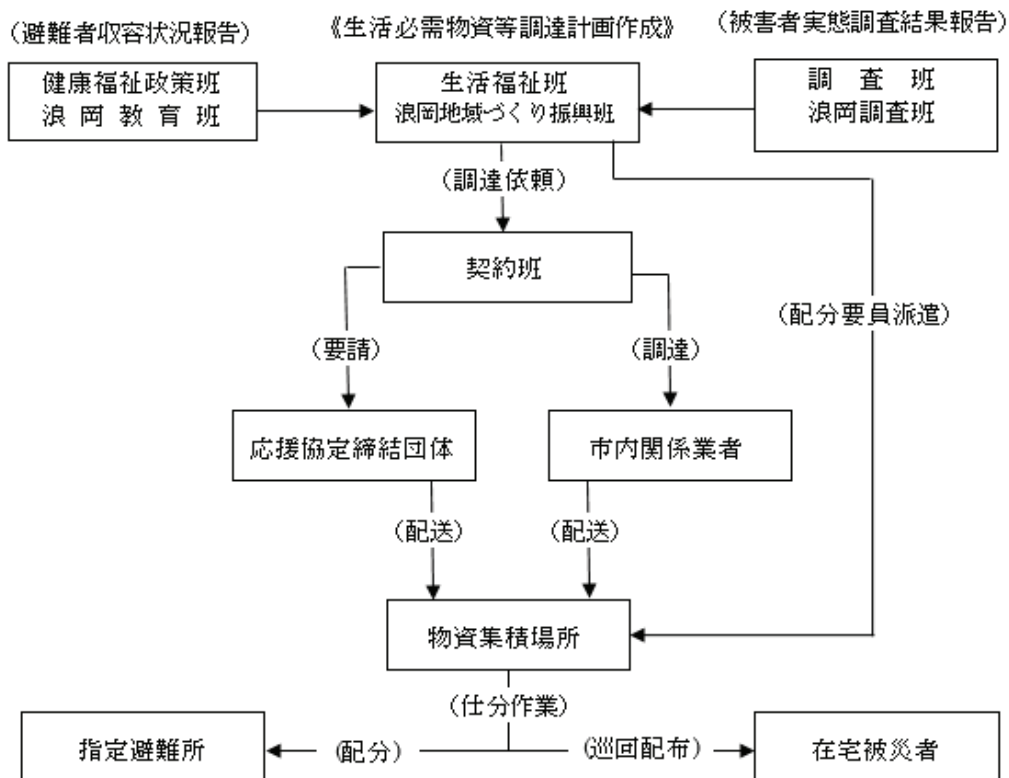 (避難者収容状況報告)
《生活必需物資等調達計画作成》
(被害者実態調査結果報告)
健康福祉政策班
浪岡教育班
生活福祉班
浪岡地域づくり振興班
調査班
浪岡調査班
(調達依頼)
契約班
(配分要員派遣)
(要請)
(調達)
応援協定締結団体
市内関係業者
(配送)
(配送)
物資集積場所
(仕分作業)
指定避難所
(配分)
(巡回配布)
在宅被災者